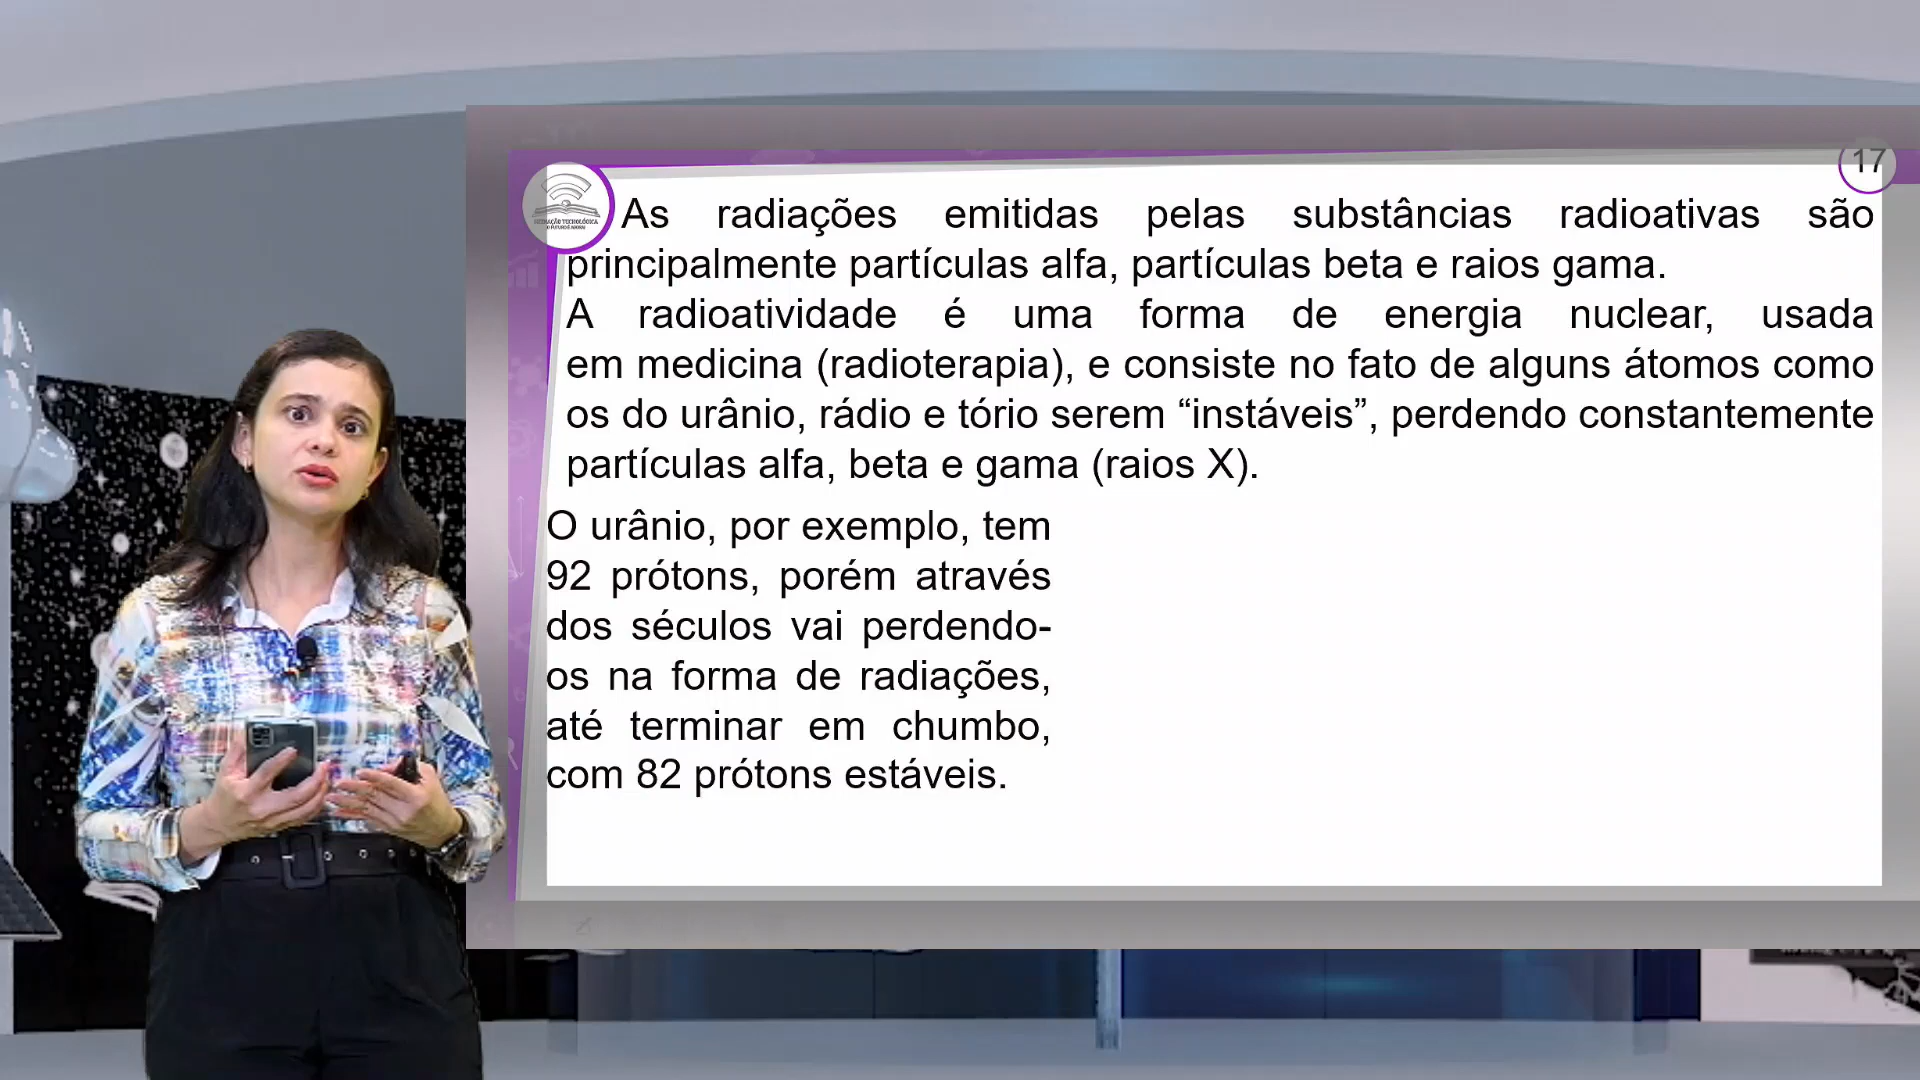 17
MEDIAÇÃO TECNOLÓGICA
As radiações emitidas pelas substâncias radioativas são
principalmente partículas alfa, partículas beta e raios gama.
A radioatividade é uma forma de energia nuclear, usada
em medicina (radioterapia), e consiste no fato de alguns átomos como
os do urânio, rádio e tório serem “instáveis”, perdendo constantemente
partículas alfa, beta e gama (raios X).
O urânio, por exemplo, tem
92 prótons, porém através
dos séculos vai perdendo-
os na forma de radiações,
até terminar em chumbo,
com 82 prótons estáveis.